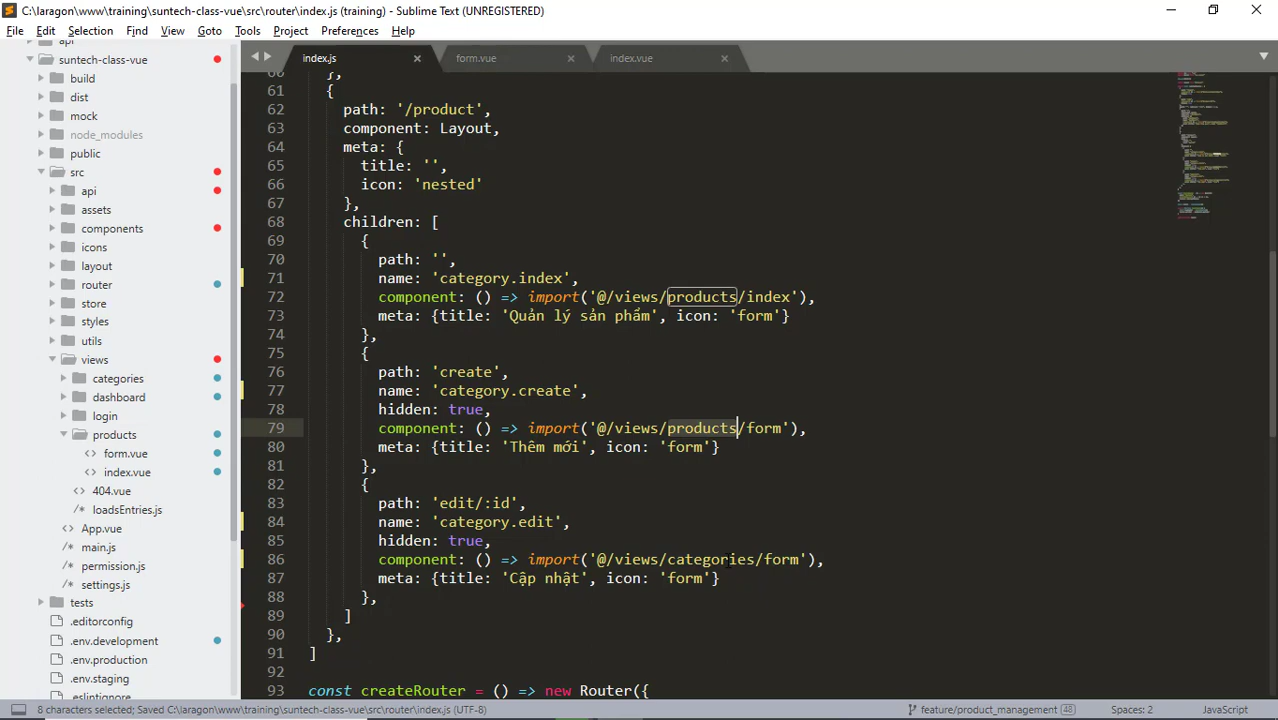 C:\laragon\www\training\suntech-class-vue\src\router\index.js (training) - Sublime Text (UNREGISTERED)
File Edit Selection Find View Goto Tools Project Preferences Help
api
suntech-class-vue
build
dist
mock
node_modules
public
src
api
assets
components
icons
layout
router
store
styles
utils
views
categories
dashboard
login
products
form.vue
index.vue
404.vue
/* loadsEntries.js
<> App.vue
/* main.js
/* permission.js
/* settings.js
tests
.editorconfig
.env.development
.env.production
.env.staging
.eslintignore
index.js form.vue index.vue
60 },
61 {
62 path: '/product',
63 component: Layout,
64 meta: {
65 title: '',
66 icon: 'nested'
67 },
68 children: [
69 {
70 path: '',
71 name: 'category.index',
72 component: () => import('@/views/products/index'),
73 meta: {title: 'Quản lý sản phẩm', icon: 'form'}
74 },
75 {
76 path: 'create',
77 name: 'category.create',
78 hidden: true,
79 component: () => import('@/views/products/form'),
80 meta: {title: 'Thêm mới', icon: 'form'}
81 },
82 {
83 path: 'edit/:id',
84 name: 'category.edit',
85 hidden: true,
86 component: () => import('@/views/categories/form'),
87 meta: {title: 'Cập nhật', icon: 'form'}
88 },
89 ]
90 },
91 ]
92
93 const createRouter = () => new Router({
8 characters selected; Saved C:\laragon\www\training\suntech-class-vue\src\router\index.js (UTF-8) feature/product_management 48 Spaces: 2 JavaScript